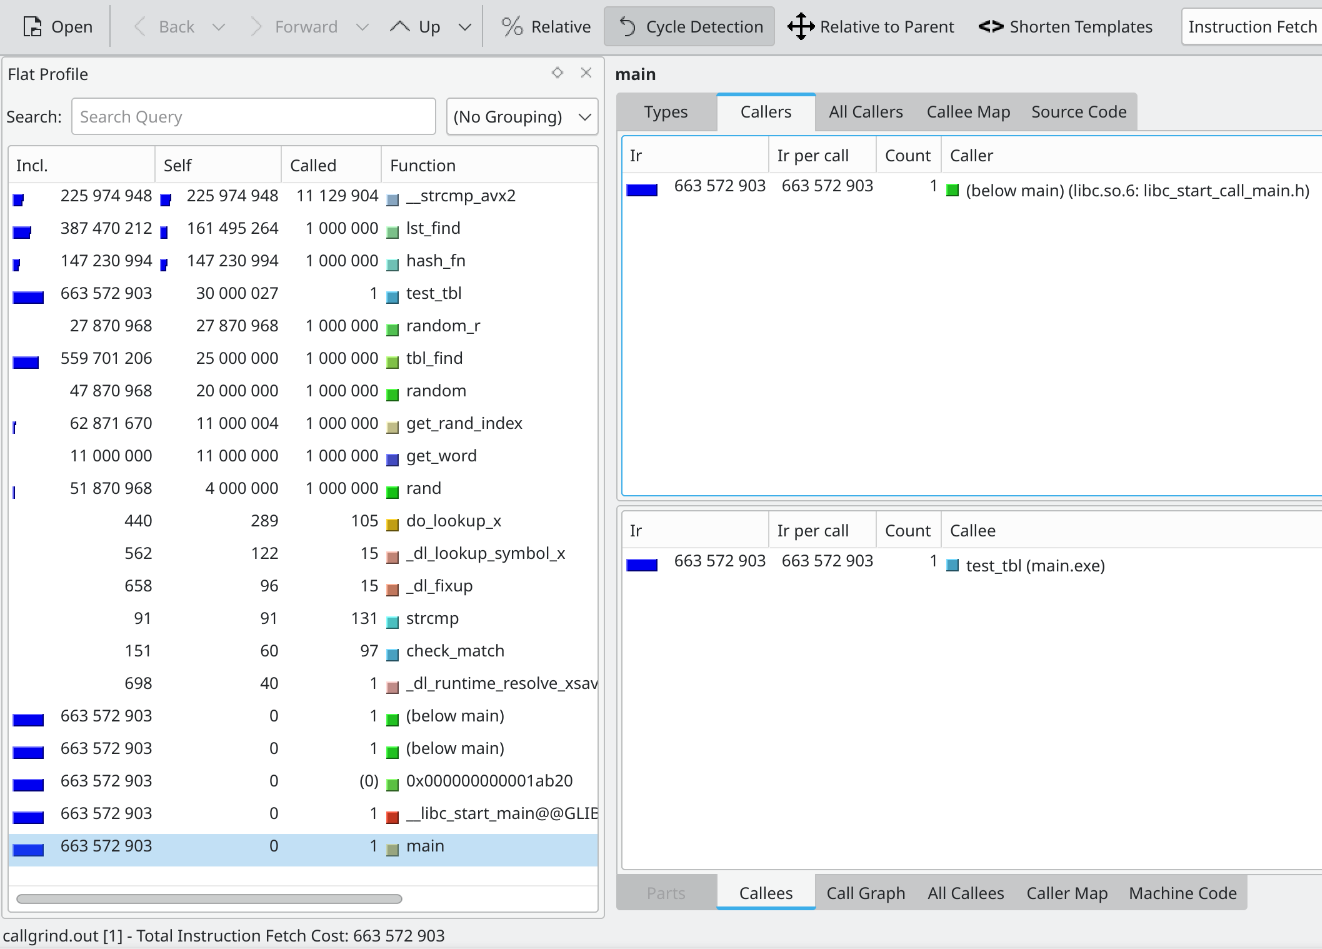 Open Back Forward Up % Relative Cycle Detection Relative to Parent <> Shorten Templates Instruction Fetch
Flat Profile
Search: Search Query (No Grouping)
Incl. Self Called Function
225 974 948 225 974 948 11 129 904 __strcmp_avx2
387 470 212 161 495 264 1 000 000 lst_find
147 230 994 147 230 994 1 000 000 hash_fn
663 572 903 30 000 027 1 test_tbl
27 870 968 27 870 968 1 000 000 random_r
559 701 206 25 000 000 1 000 000 tbl_find
47 870 968 20 000 000 1 000 000 random
62 871 670 11 000 004 1 000 000 get_rand_index
11 000 000 11 000 000 1 000 000 get_word
51 870 968 4 000 000 1 000 000 rand
440 289 105 do_lookup_x
562 122 15 _dl_lookup_symbol_x
658 96 15 _dl_fixup
91 91 131 strcmp
151 60 97 check_match
698 40 1 _dl_runtime_resolve_xsav
663 572 903 0 1 (below main)
663 572 903 0 1 (below main)
663 572 903 0 (0) 0x000000000001ab20
663 572 903 0 1 __libc_start_main@@GLIB
663 572 903 0 1 main
main
Types Callers All Callers Callee Map Source Code
Ir Ir per call Count Caller
663 572 903 663 572 903 1 (below main) (libc.so.6: libc_start_call_main.h)
Ir Ir per call Count Callee
663 572 903 663 572 903 1 test_tbl (main.exe)
Parts Callees Call Graph All Callees Caller Map Machine Code
callgrind.out [1] - Total Instruction Fetch Cost: 663 572 903